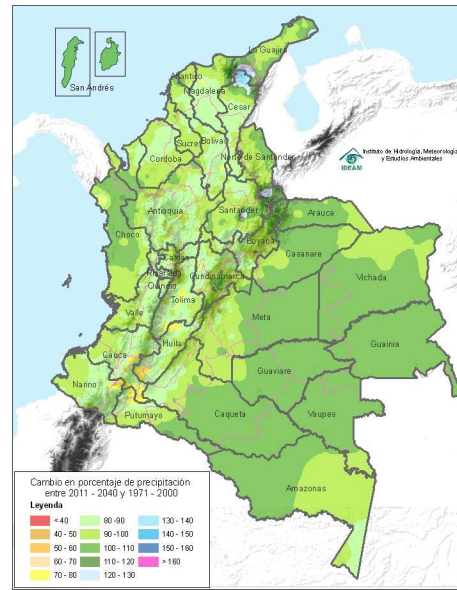 La Guajira
Atlantico
Magdalena
San Andrés
Cesar
Sucre
Bolivar
Cordoba
Norte de Santander
Instituto de Hidrología, Meteorología
y Estudios Ambientales
IDEAM
Antioquia
Santander
Arauca
Choco
Boyaca
Casanare
Caldas
Risaralda
Cundinamarca
Vichada
Quindio
Tolima
Valle
Meta
Guainia
Huila
Cauca
Guaviare
Narino
Putumayo
Caqueta
Vaupes
Amazonas
Cambio en porcentaje de precipitación
entre 2011 - 2040 y 1971 - 2000
Leyenda
< 40 80 -90 130 - 140
40 - 50 90 -100 140 - 150
50 - 60 100 - 110 150 - 160
60 - 70 110 - 120 > 160
70 - 80 120 - 130